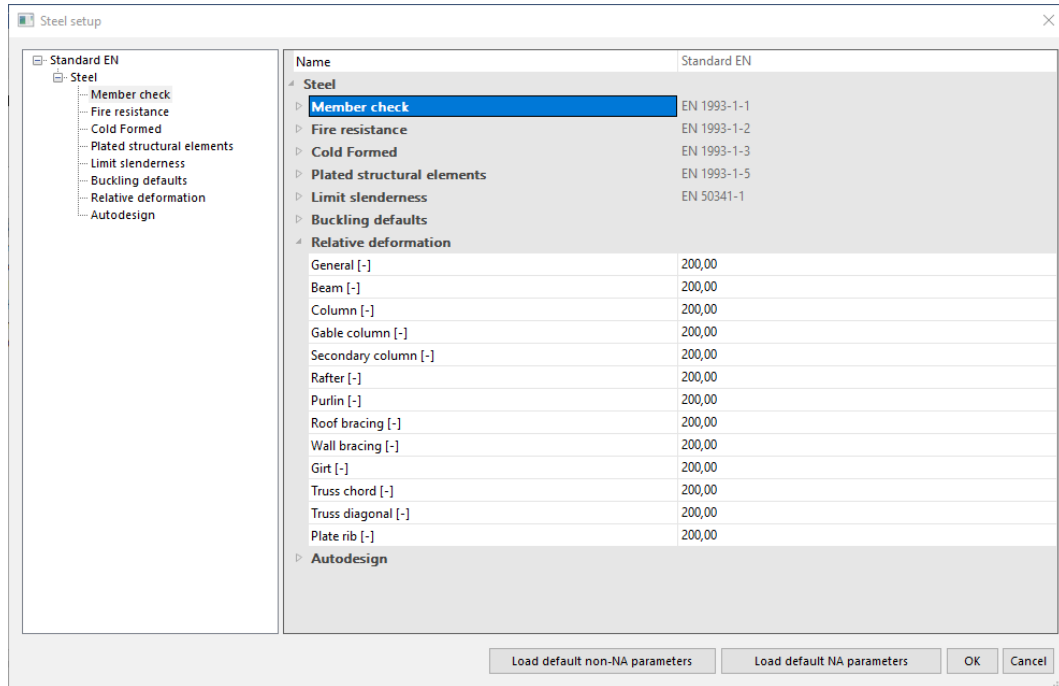 Steel setup
Standard EN
Steel
Member check
Fire resistance
Cold Formed
Plated structural elements
Limit slenderness
Buckling defaults
Relative deformation
Autodesign
Name Standard EN
Steel
Member check EN 1993-1-1
Fire resistance EN 1993-1-2
Cold Formed EN 1993-1-3
Plated structural elements EN 1993-1-5
Limit slenderness EN 50341-1
Buckling defaults
Relative deformation
General [-] 200,00
Beam [-] 200,00
Column [-] 200,00
Gable column [-] 200,00
Secondary column [-] 200,00
Rafter [-] 200,00
Purlin [-] 200,00
Roof bracing [-] 200,00
Wall bracing [-] 200,00
Girt [-] 200,00
Truss chord [-] 200,00
Truss diagonal [-] 200,00
Plate rib [-] 200,00
Autodesign
Load default non-NA parameters Load default NA parameters OK Cancel